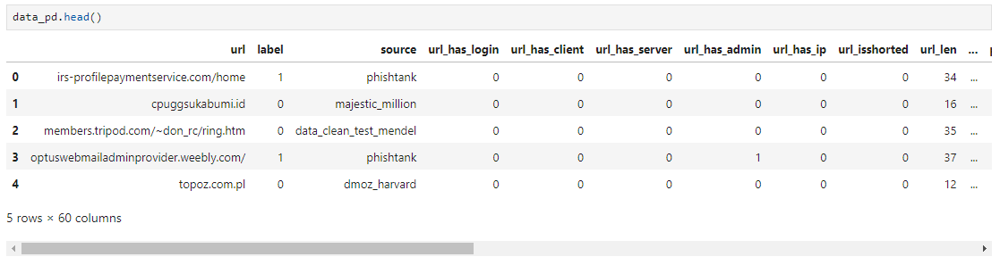 data_pd.head()
url label source url_has_login url_has_client url_has_server url_has_admin url_has_ip url_isshorted url_len ... p
0 irs-profilepaymentservice.com/home 1 phishtank 0 0 0 0 0 0 34 ...
1 cpuggsukabumi.id 0 majestic_million 0 0 0 0 0 0 16 ...
2 members.tripod.com/~don_rc/ring.htm 0 data_clean_test_mendel 0 0 0 0 0 0 35 ...
3 optuswebmailadminprovider.weebly.com/ 1 phishtank 0 0 0 1 0 0 37 ...
4 topoz.com.pl 0 dmoz_harvard 0 0 0 0 0 0 12 ...
5 rows × 60 columns